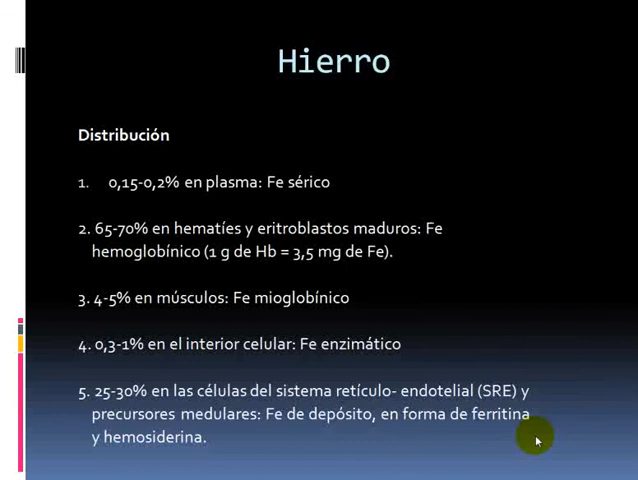 Hierro
Distribución
1. 0,15-0,2% en plasma: Fe sérico
2. 65-70% en hematíes y eritroblastos maduros: Fe
hemoglobínico (1 g de Hb = 3,5 mg de Fe).
3. 4-5% en músculos: Fe mioglobínico
4. 0,3-1% en el interior celular: Fe enzimático
5. 25-30% en las células del sistema retículo- endotelial (SRE) y
precursores medulares: Fe de depósito, en forma de ferritina
y hemosiderina.